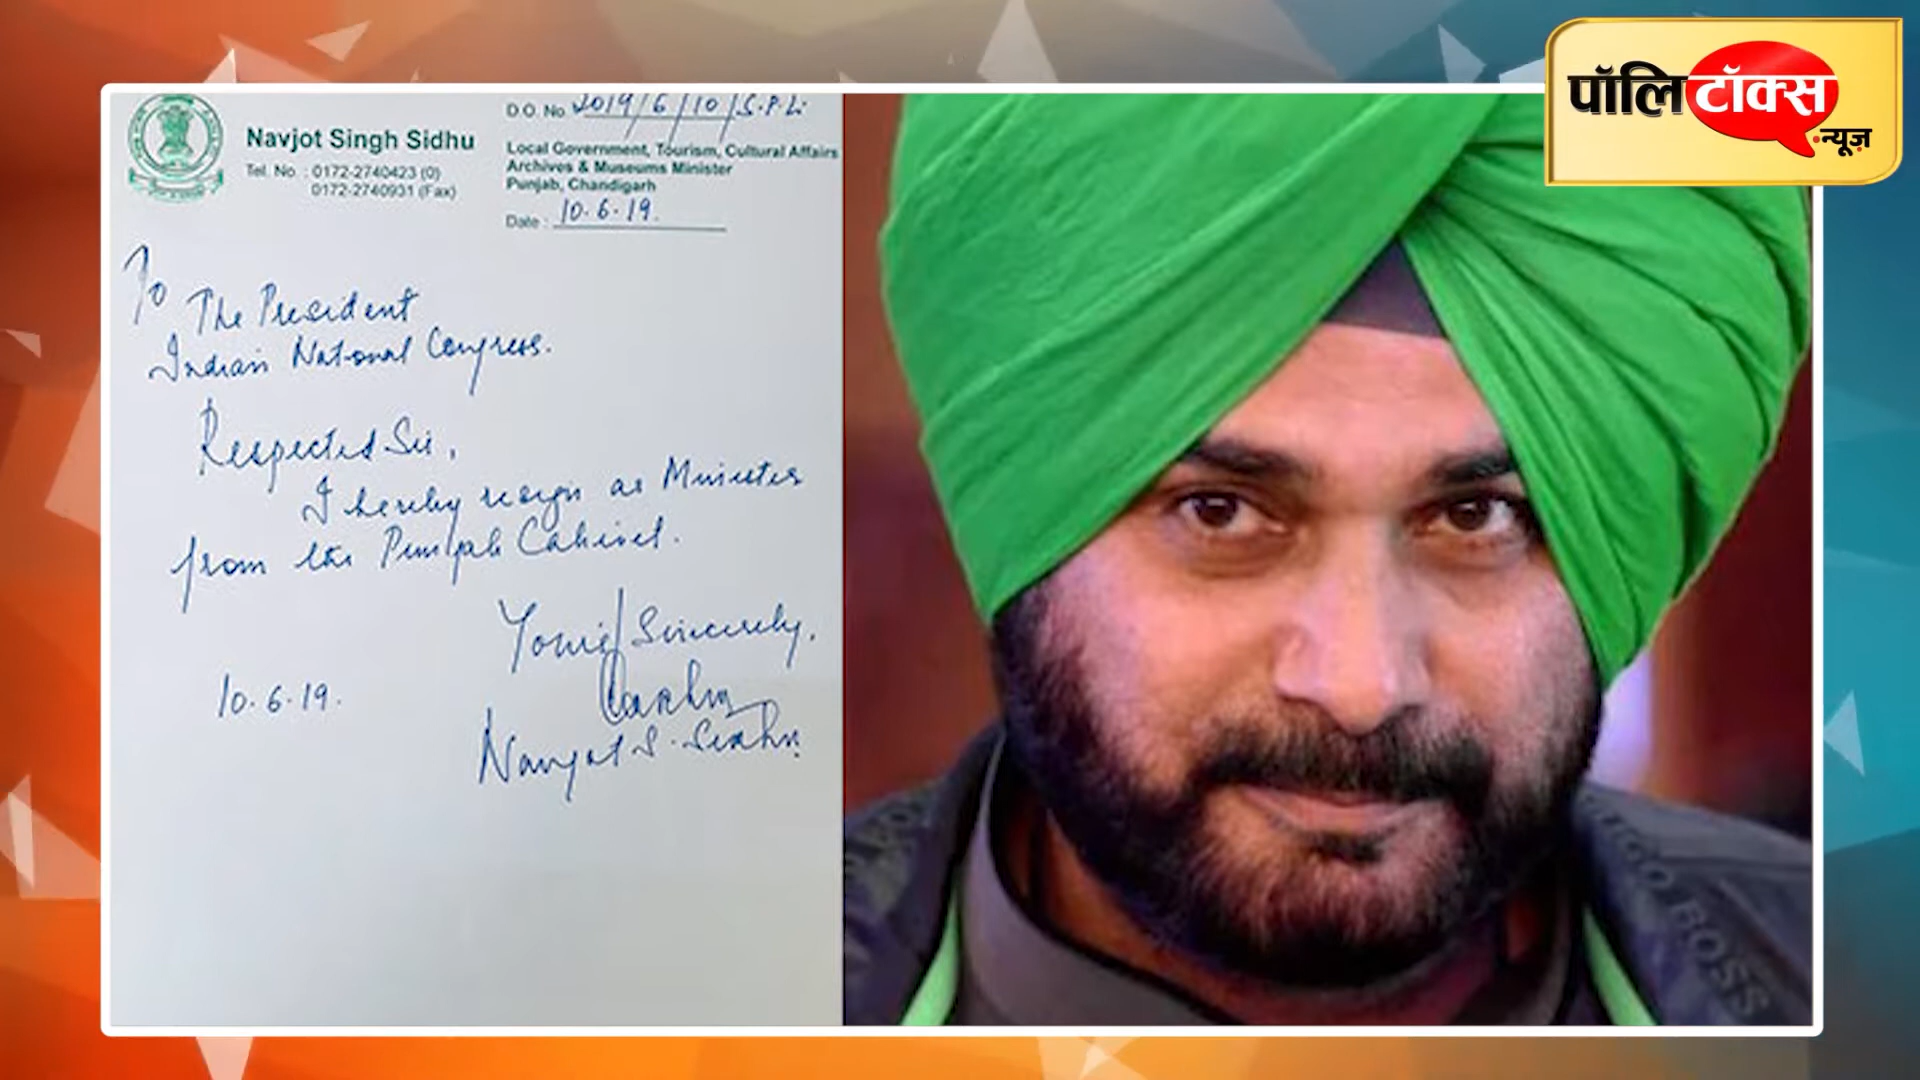 पॉलिटॉक्स
.न्यूज़
Navjot Singh Sidhu
Tel. No. : 0172-2740423 (O)
0172-2740931 (Fax)
D.O. No 2019/6/10/S.P.L.
Local Government, Tourism, Cultural Affairs
Archives & Museums Minister
Punjab, Chandigarh
Date : 10.6.19.
To
The President
Indian National Congress.
Respected Sir,
I hereby resign as Minister
from the Punjab Cabinet.
Yours Sincerely,
10.6.19.
Navjot S. Sidhu
BOSS